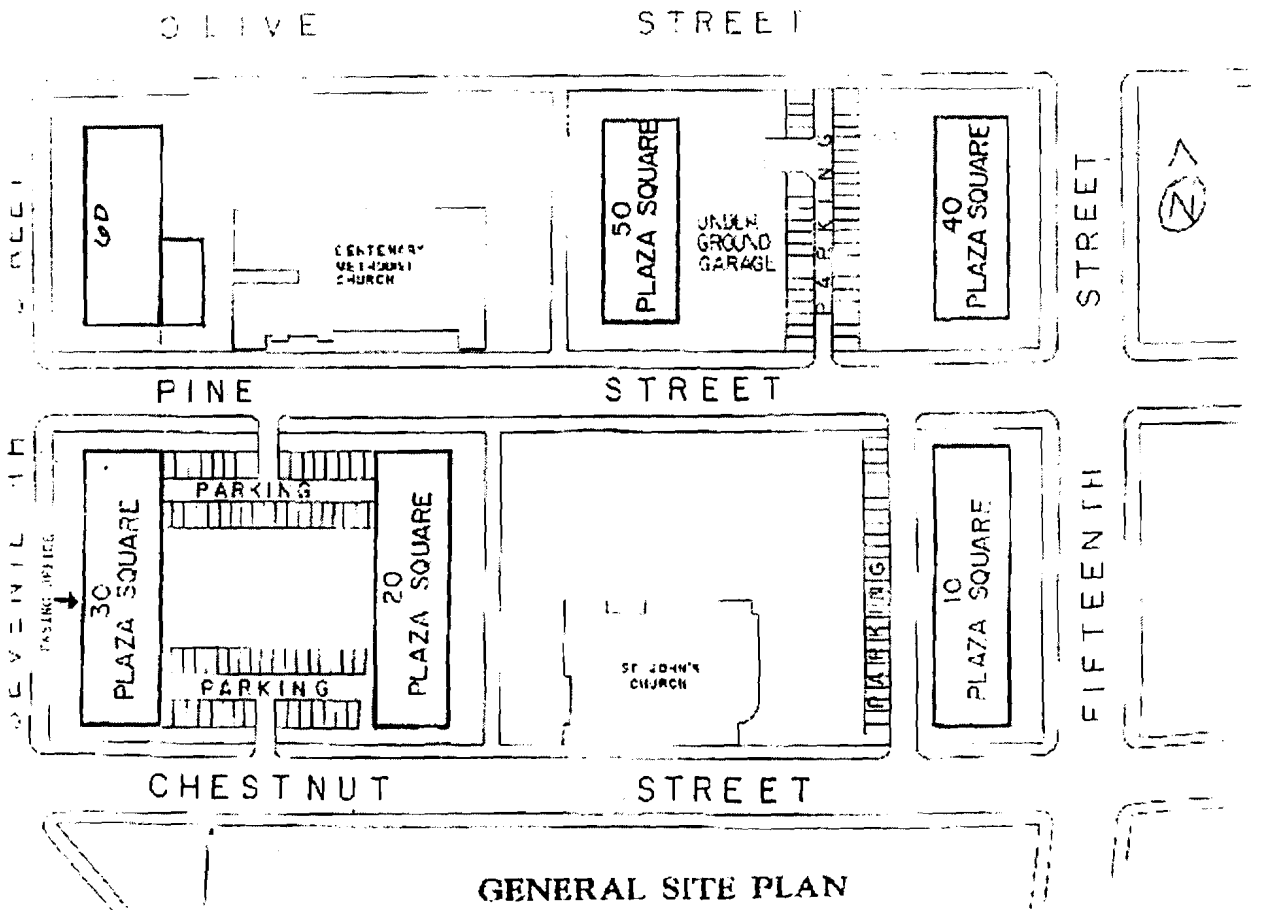 OLIVE STREET
60
CENTENARY
METHODIST
CHURCH
50
PLAZA SQUARE
UNDER
GROUND
GARAGE
PARKING
40
PLAZA SQUARE
STREET
N
PINE STREET
PARKING
30
PLAZA SQUARE
20
PLAZA SQUARE
PARKING
ST JOHN'S
CHURCH
PARKING
10
PLAZA SQUARE
FIFTEENTH
CHESTNUT STREET
GENERAL SITE PLAN